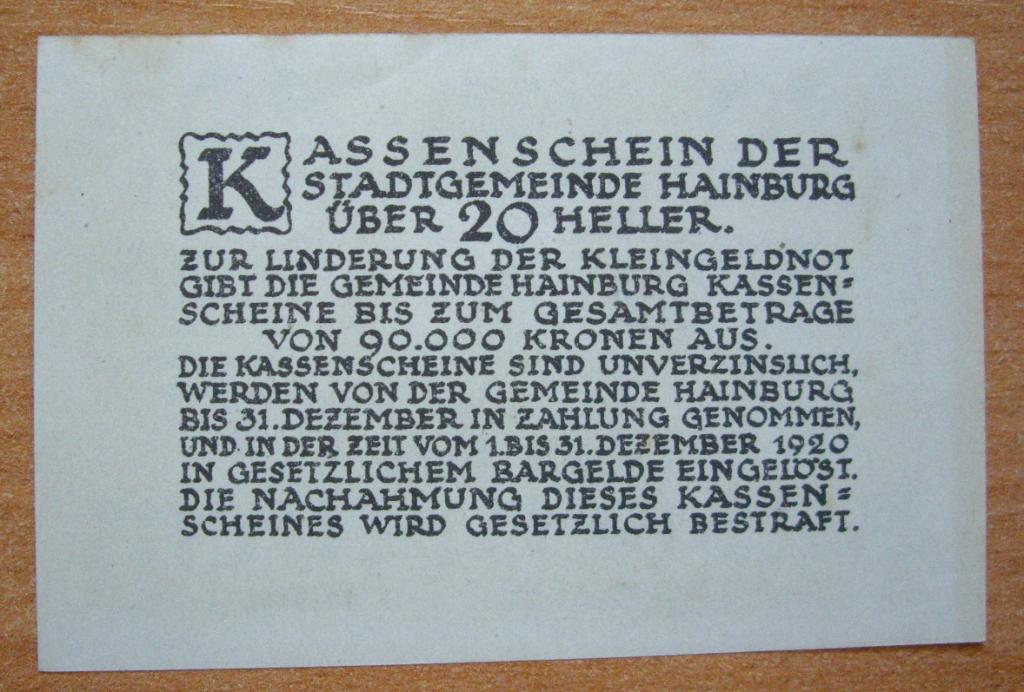 KASSENSCHEIN DER
STADTGEMEINDE HAINBURG
ÜBER 20 HELLER.
ZUR LINDERUNG DER KLEINGELDNOT
GIBT DIE GEMEINDE HAINBURG KASSEN=
SCHEINE BIS ZUM GESAMTBETRAGE
VON 90.000 KRONEN AUS.
DIE KASSENSCHEINE SIND UNVERZINSLICH,
WERDEN VON DER GEMEINDE HAINBURG
BIS 31. DEZEMBER IN ZAHLUNG GENOMMEN,
UND IN DER ZEIT VOM 1. BIS 31. DEZEMBER 1920
IN GESETZLICHEM BARGELDE EINGELÖST.
DIE NACHAHMUNG DIESES KASSEN=
SCHEINES WIRD GESETZLICH BESTRAFT.